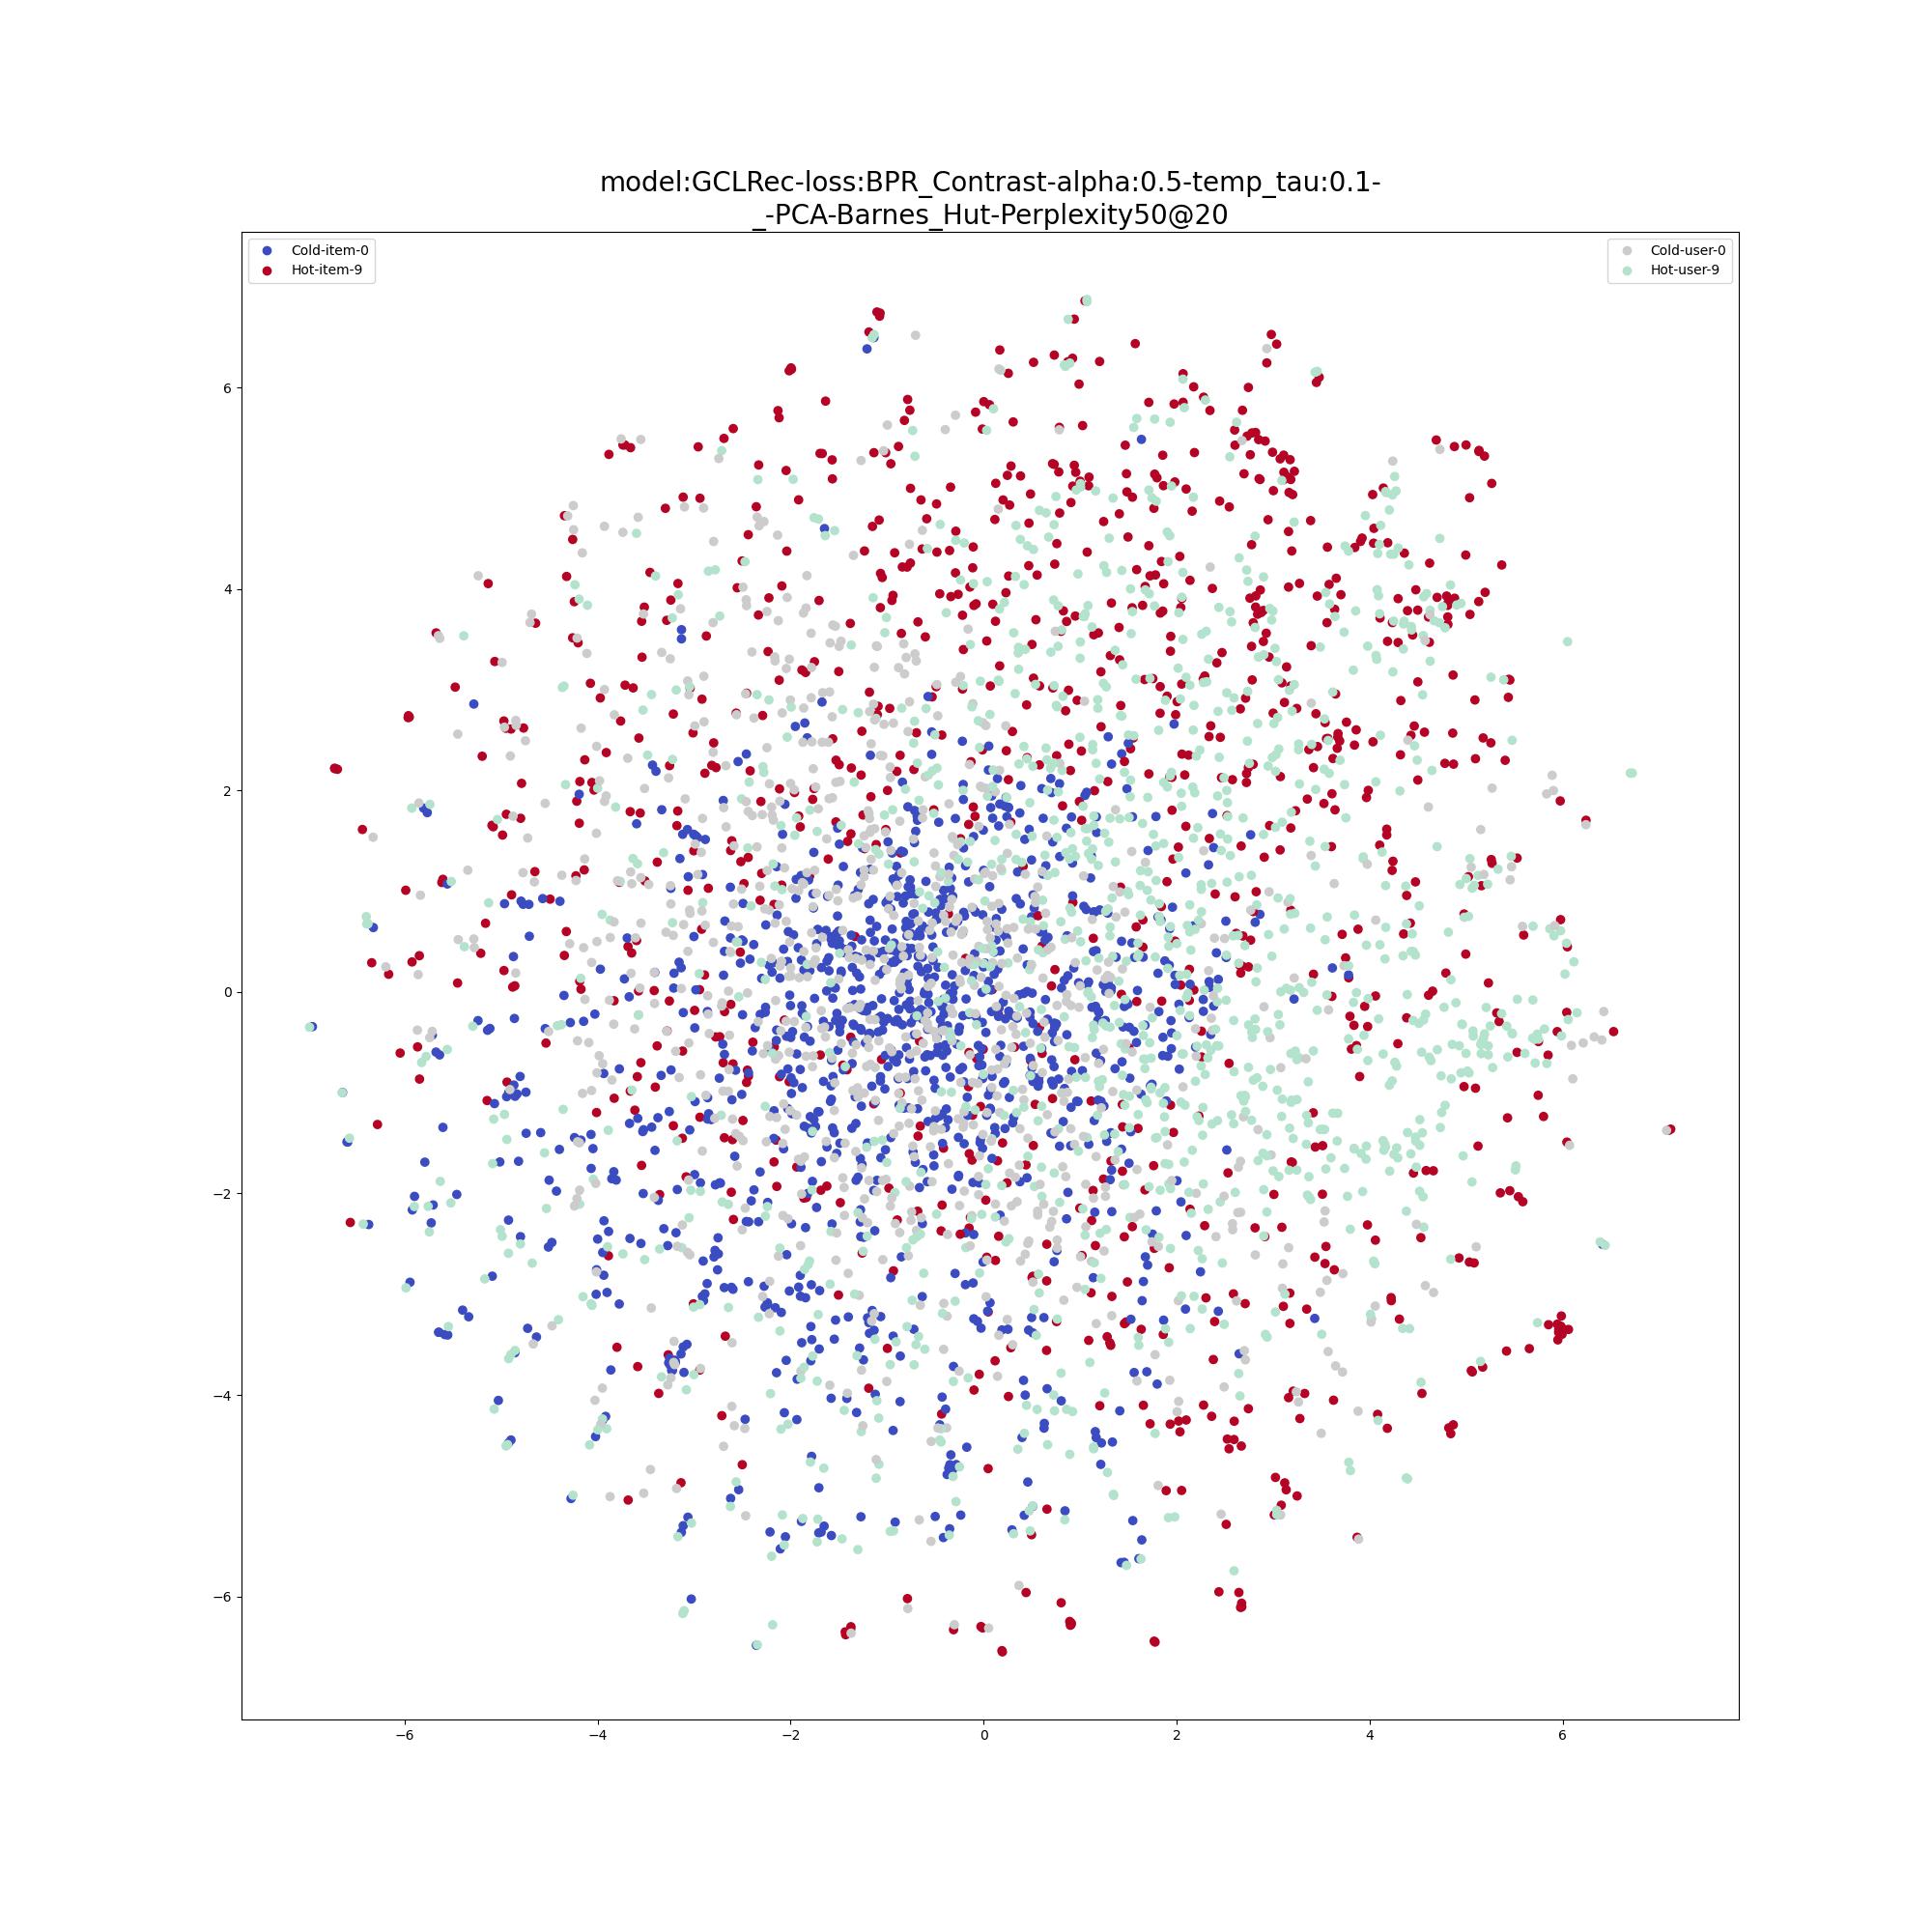 model:GCLRec-loss:BPR_Contrast-alpha:0.5-temp_tau:0.1-
_-PCA-Barnes_Hut-Perplexity50@20
Cold-item-0
Hot-item-9
Cold-user-0
Hot-user-9
6
4
2
0
−2
−4
−6
−6
−4
−2
0
2
4
6